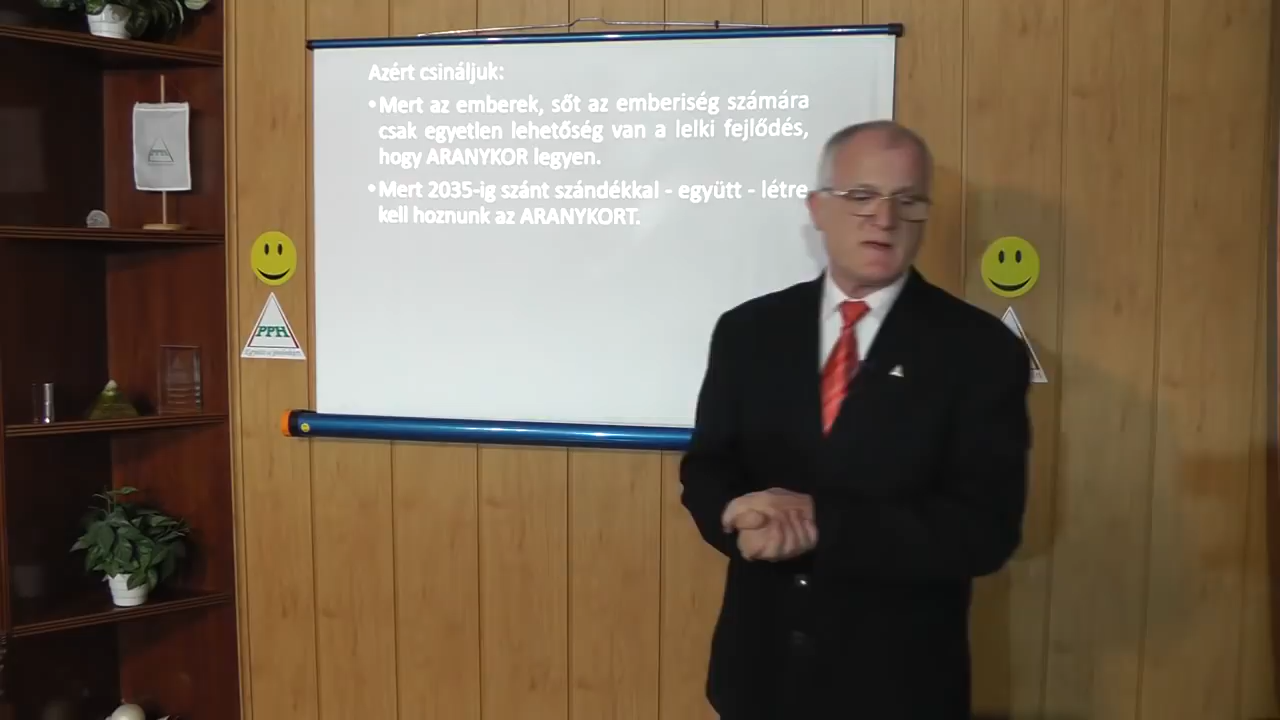 Azért csináljuk:
•Mert az emberek, sőt az emberiség számára
csak egyetlen lehetőség van a lelki fejlődés,
hogy ARANYKOR legyen.
•Mert 2035-ig szánt szándékkal - együtt - létre
kell hoznunk az ARANYKORT.
PPH